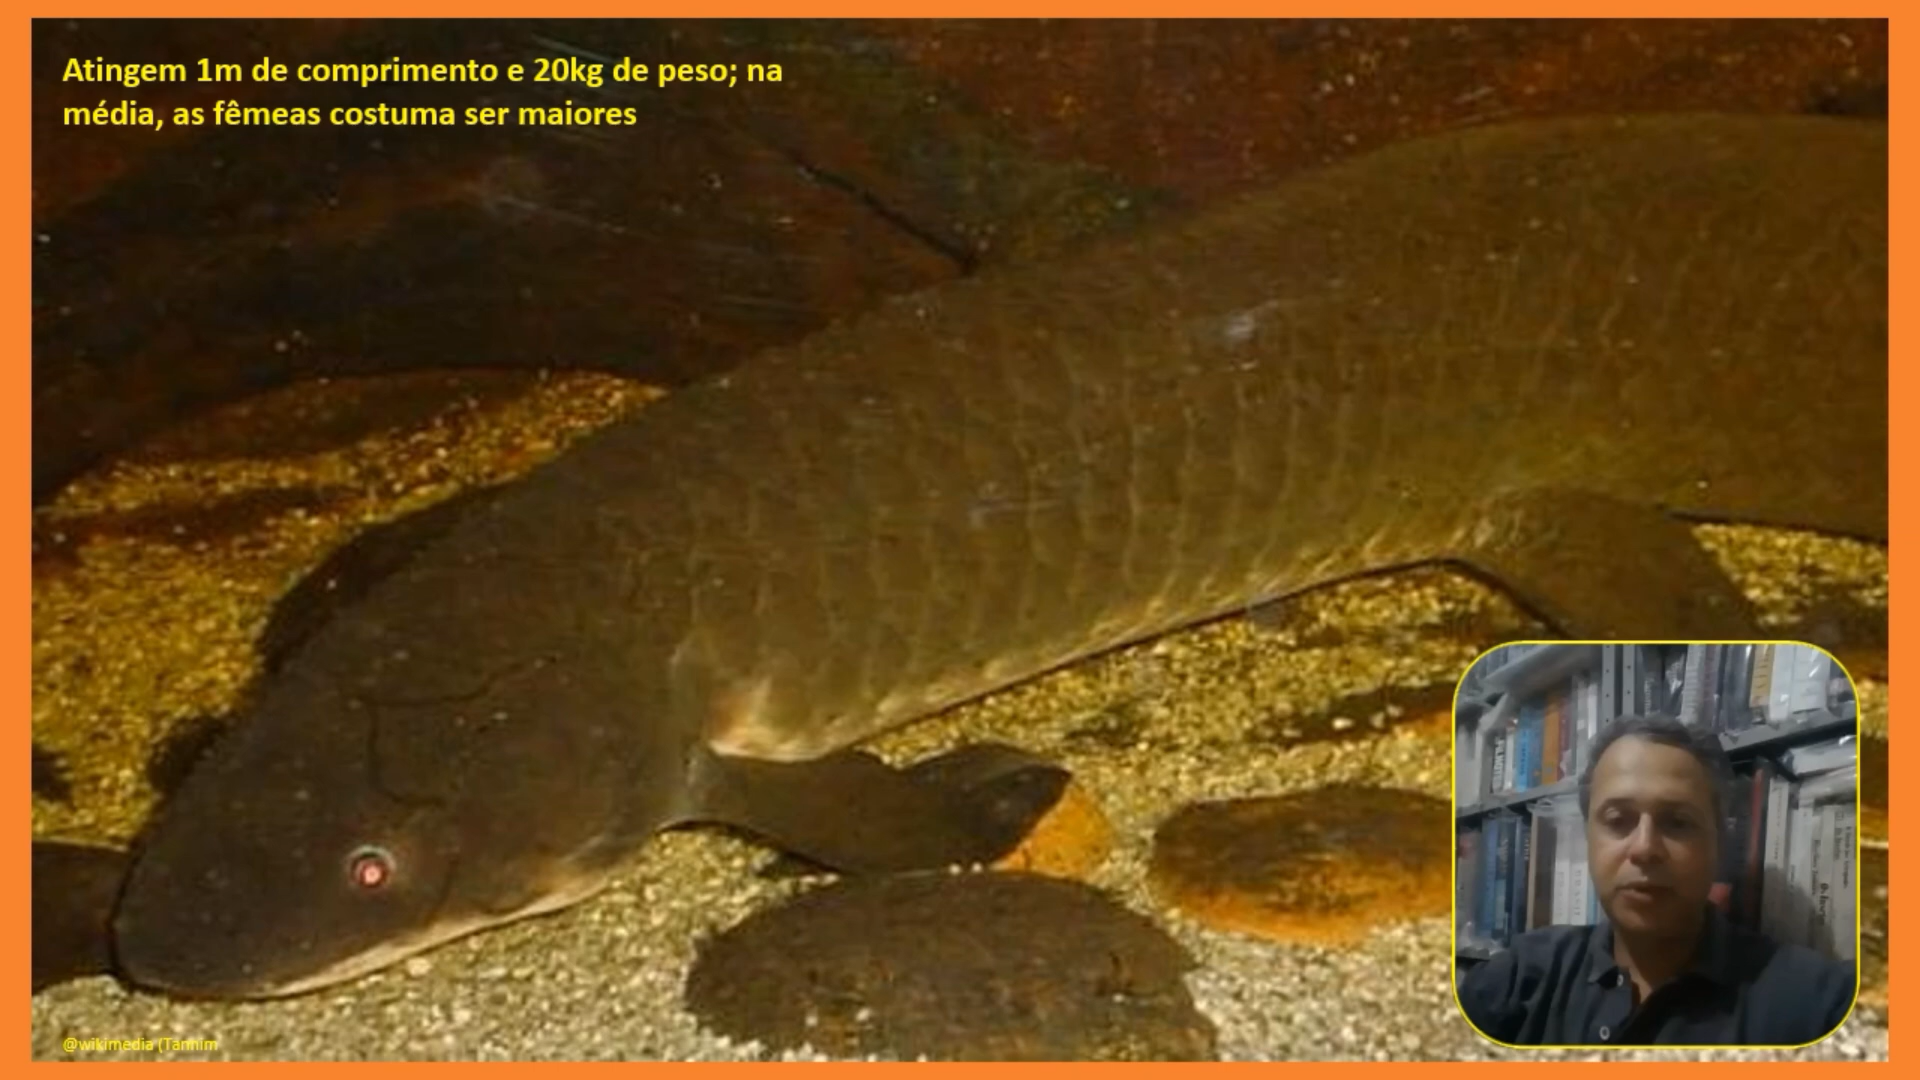 Atingem 1m de comprimento e 20kg de peso; na
média, as fêmeas costuma ser maiores
@wikimedia (Tannim